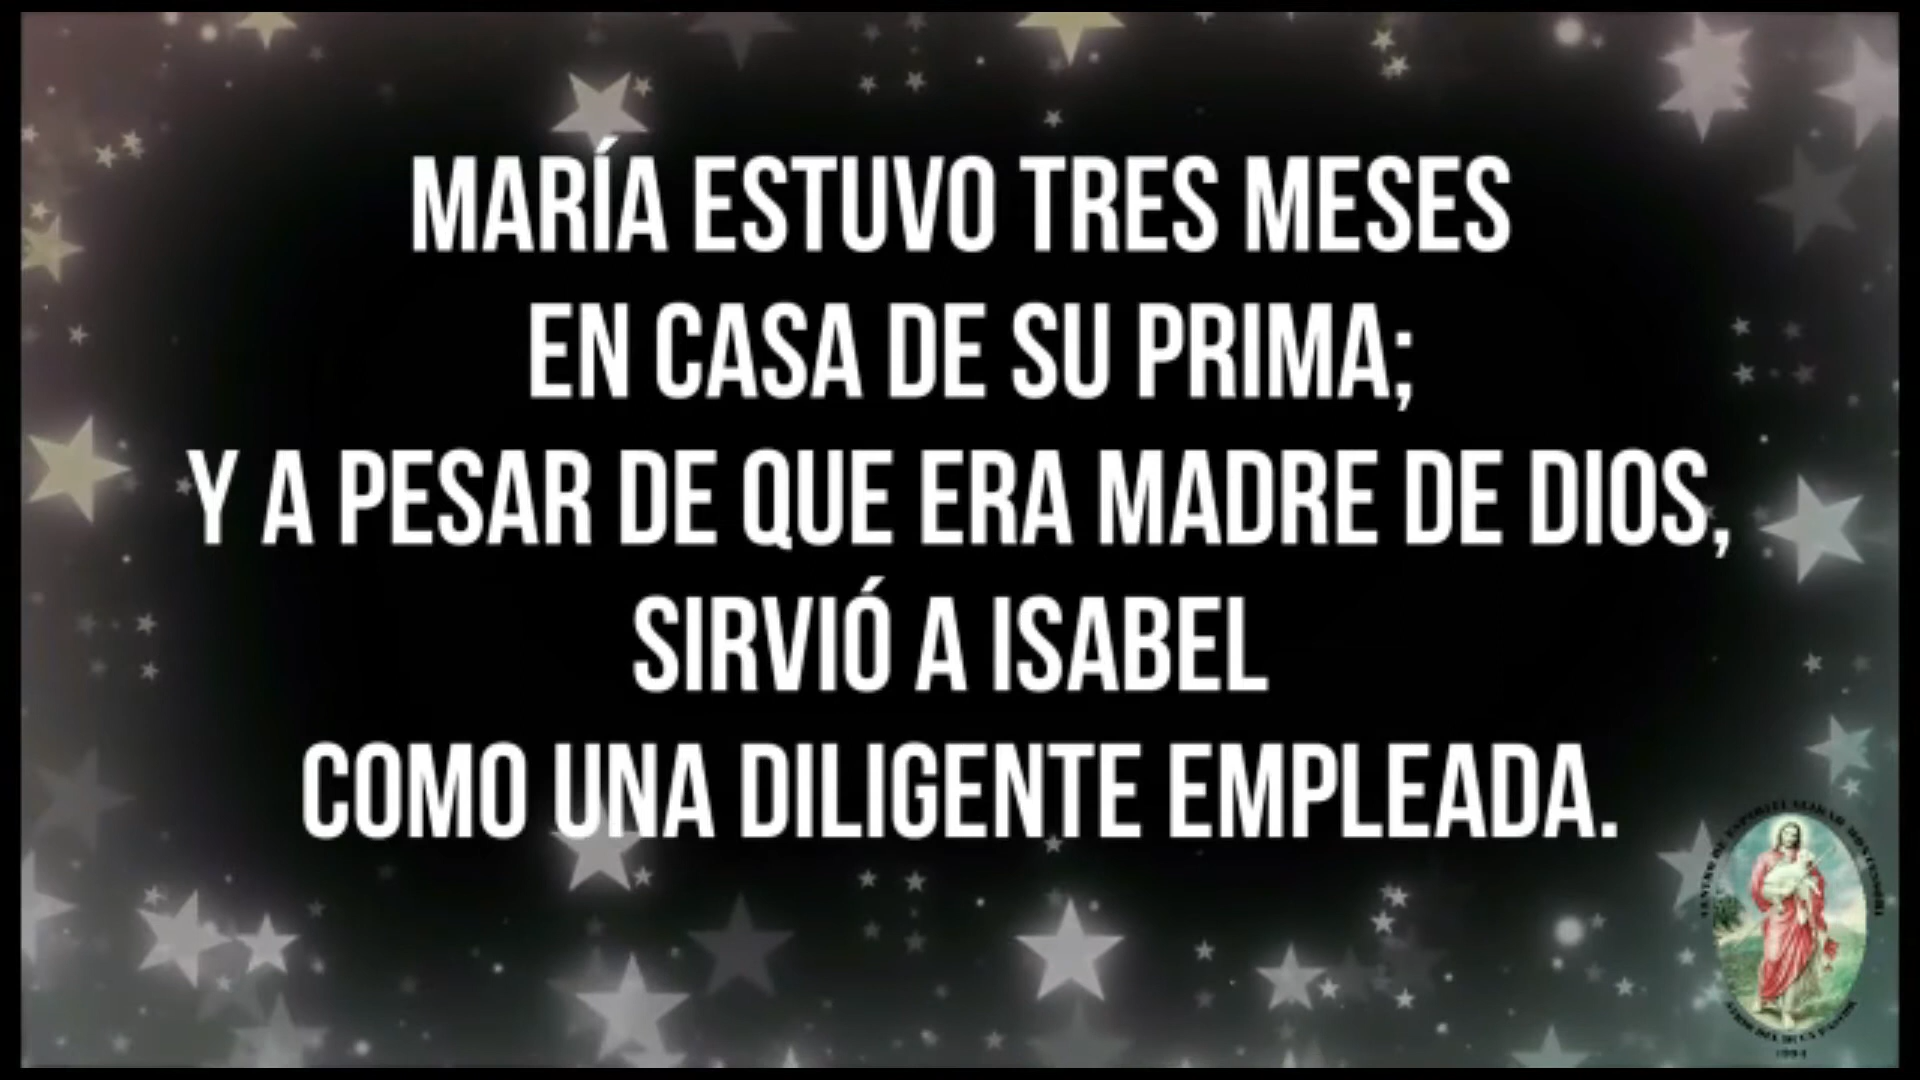 MARÍA ESTUVO TRES MESES
EN CASA DE SU PRIMA;
Y A PESAR DE QUE ERA MADRE DE DIOS,
SIRVIÓ A ISABEL
COMO UNA DILIGENTE EMPLEADA.